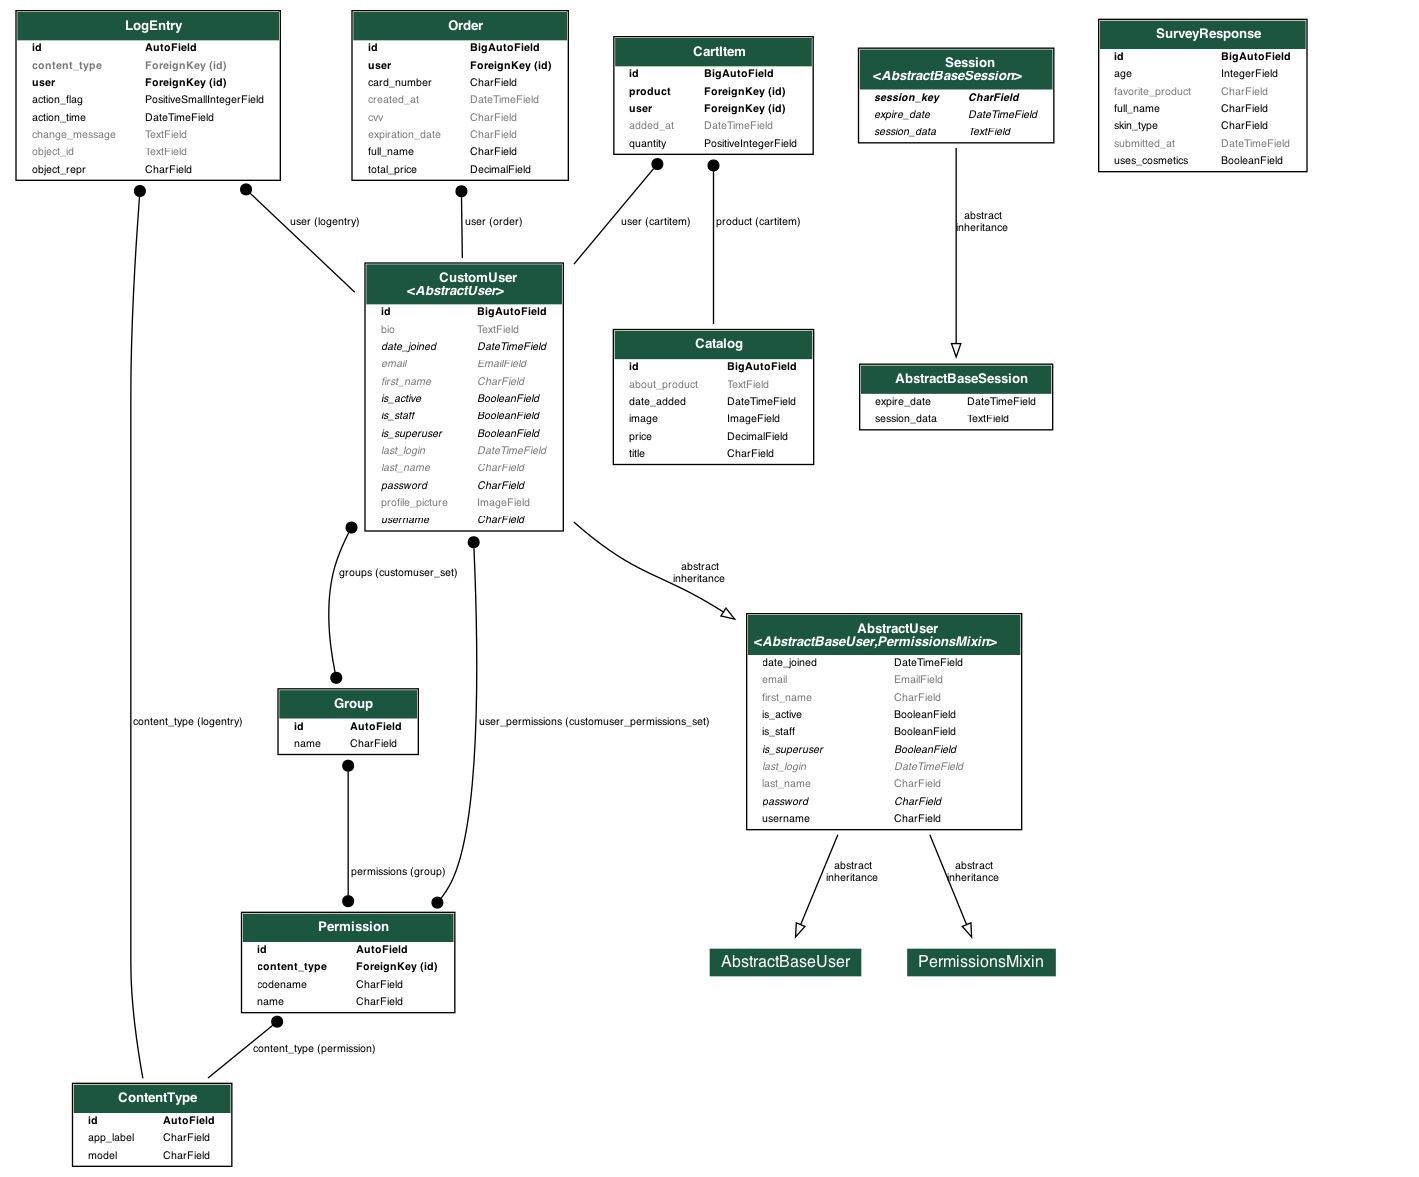 LogEntry
id AutoField
content_type ForeignKey (id)
user ForeignKey (id)
action_flag PositiveSmallIntegerField
action_time DateTimeField
change_message TextField
object_id TextField
object_repr CharField
Order
id BigAutoField
user ForeignKey (id)
card_number CharField
created_at DateTimeField
cvv CharField
expiration_date CharField
full_name CharField
total_price DecimalField
CartItem
id BigAutoField
product ForeignKey (id)
user ForeignKey (id)
added_at DateTimeField
quantity PositiveIntegerField
Session
<AbstractBaseSession>
session_key CharField
expire_date DateTimeField
session_data TextField
SurveyResponse
id BigAutoField
age IntegerField
favorite_product CharField
full_name CharField
skin_type CharField
submitted_at DateTimeField
uses_cosmetics BooleanField
user (logentry)
user (order)
user (cartitem)
product (cartitem)
abstract
inheritance
CustomUser
<AbstractUser>
id BigAutoField
bio TextField
date_joined DateTimeField
email EmailField
first_name CharField
is_active BooleanField
is_staff BooleanField
is_superuser BooleanField
last_login DateTimeField
last_name CharField
password CharField
profile_picture ImageField
username CharField
Catalog
id BigAutoField
about_product TextField
date_added DateTimeField
image ImageField
price DecimalField
title CharField
AbstractBaseSession
expire_date DateTimeField
session_data TextField
groups (customuser_set)
abstract
inheritance
AbstractUser
<AbstractBaseUser,PermissionsMixin>
date_joined DateTimeField
email EmailField
first_name CharField
is_active BooleanField
is_staff BooleanField
is_superuser BooleanField
last_login DateTimeField
last_name CharField
password CharField
username CharField
Group
id AutoField
name CharField
content_type (logentry)
user_permissions (customuser_permissions_set)
permissions (group)
abstract
inheritance
abstract
inheritance
Permission
id AutoField
content_type ForeignKey (id)
codename CharField
name CharField
AbstractBaseUser
PermissionsMixin
content_type (permission)
ContentType
id AutoField
app_label CharField
model CharField